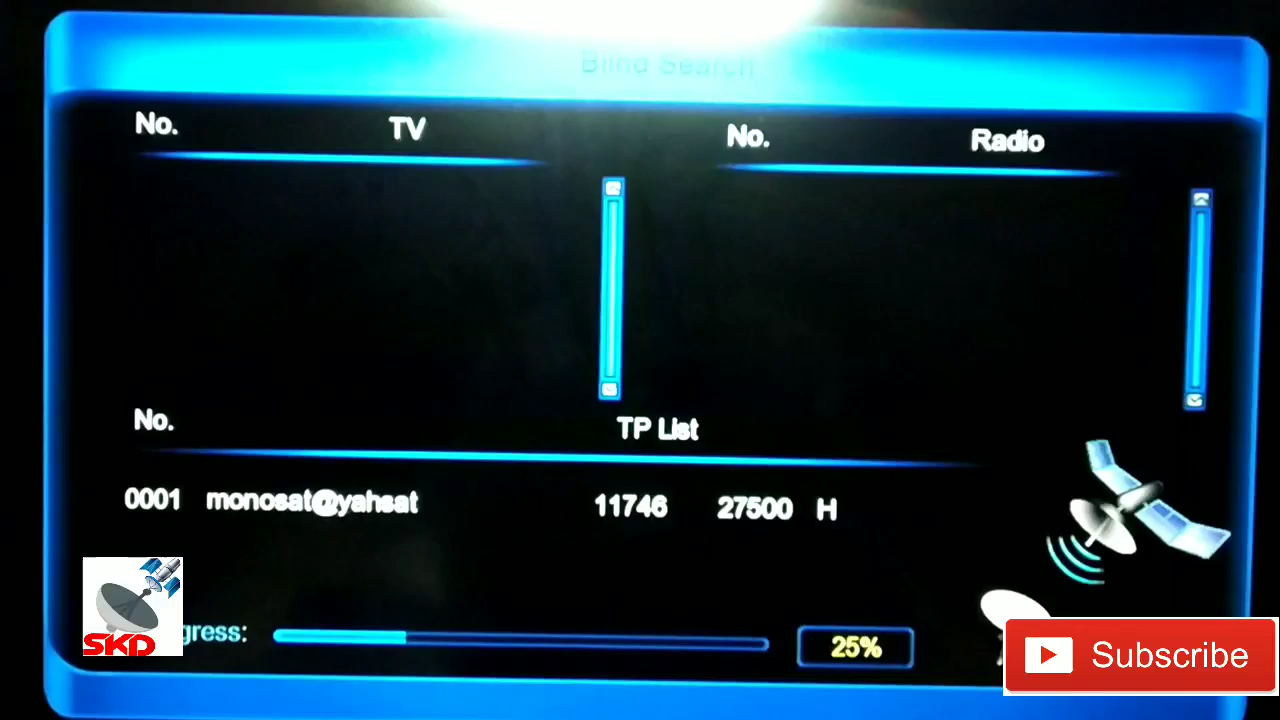 Blind Search
No. TV No. Radio
No. TP List
0001 monosat@yahsat 11746 27500 H
gress: 25%
SKD
Subscribe